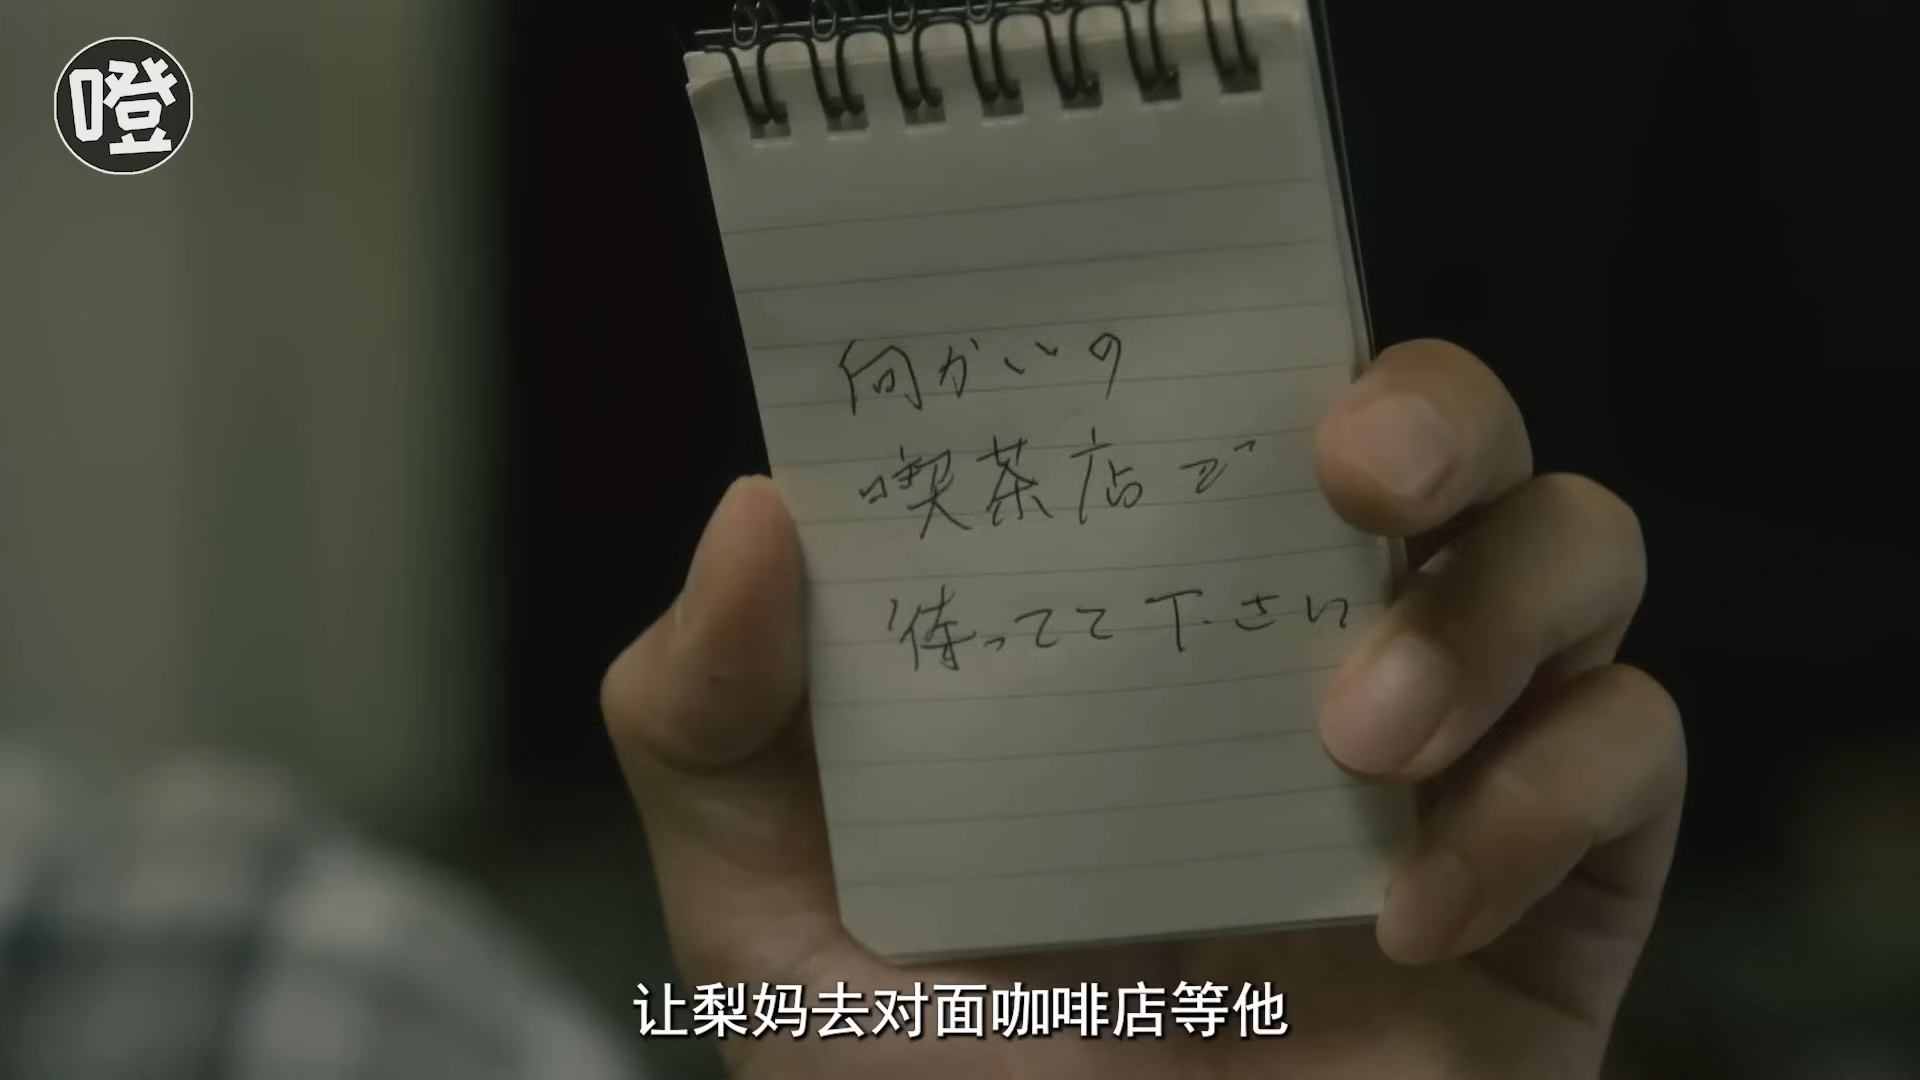 噔
向かいの
喫茶店で
待ってて下さい
让梨妈去对面咖啡店等他